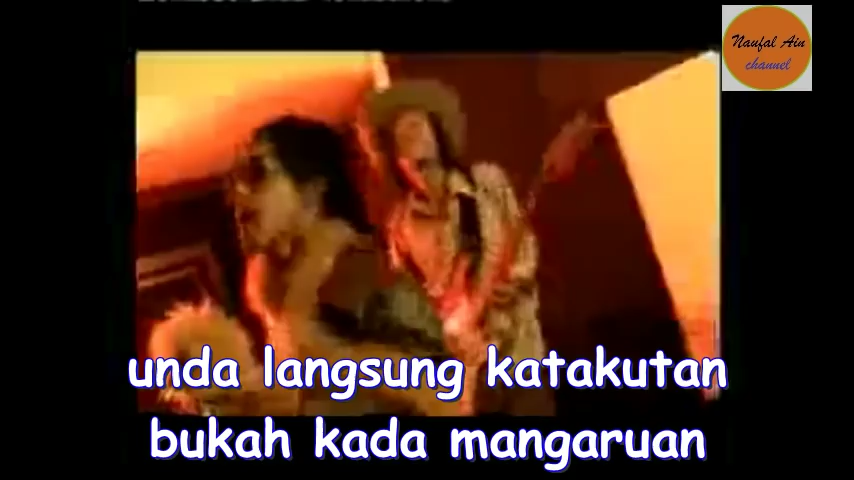 Naufal Ain
channel
unda langsung katakutan
bukah kada mangaruan